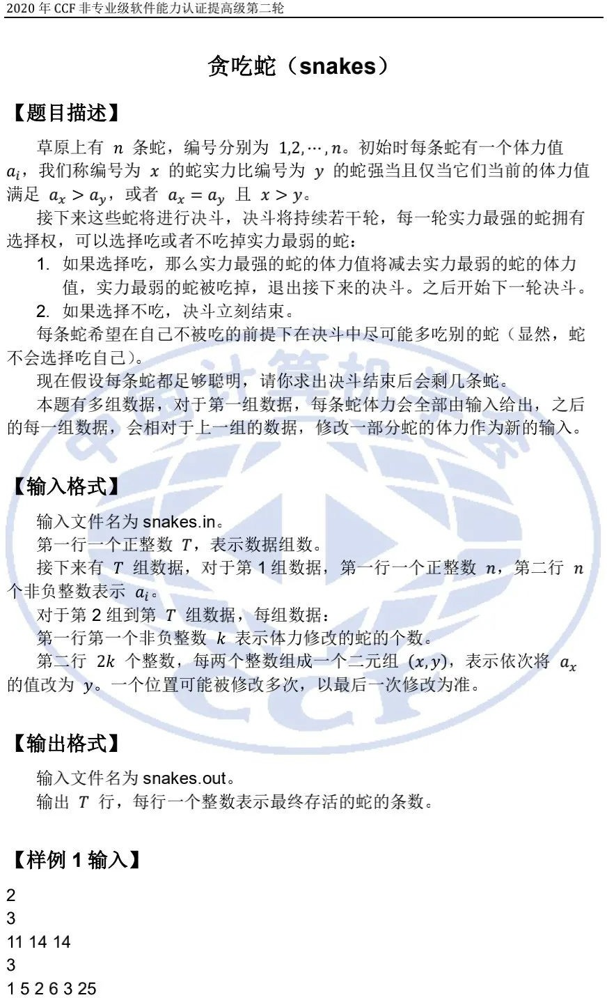 2020 年 CCF 非专业级软件能力认证提高级第二轮
贪吃蛇（snakes）
【题目描述】
草原上有 n 条蛇，编号分别为 1,2,⋯,n。初始时每条蛇有一个体力值
aᵢ，我们称编号为 x 的蛇实力比编号为 y 的蛇强当且仅当它们当前的体力值
满足 aₓ > a_y，或者 aₓ = a_y 且 x > y。
接下来这些蛇将进行决斗，决斗将持续若干轮，每一轮实力最强的蛇拥有
选择权，可以选择吃或者不吃掉实力最弱的蛇：
1. 如果选择吃，那么实力最强的蛇的体力值将减去实力最弱的蛇的体力
值，实力最弱的蛇被吃掉，退出接下来的决斗。之后开始下一轮决斗。
2. 如果选择不吃，决斗立刻结束。
每条蛇希望在自己不被吃的前提下在决斗中尽可能多吃别的蛇（显然，蛇
不会选择吃自己）。
现在假设每条蛇都足够聪明，请你求出决斗结束后会剩几条蛇。
本题有多组数据，对于第一组数据，每条蛇体力会全部由输入给出，之后
的每一组数据，会相对于上一组的数据，修改一部分蛇的体力作为新的输入。
【输入格式】
输入文件名为 snakes.in。
第一行一个正整数 T，表示数据组数。
接下来有 T 组数据，对于第 1 组数据，第一行一个正整数 n，第二行 n
个非负整数表示 aᵢ。
对于第 2 组到第 T 组数据，每组数据：
第一行第一个非负整数 k 表示体力修改的蛇的个数。
第二行 2k 个整数，每两个整数组成一个二元组 (x,y)，表示依次将 aₓ
的值改为 y。一个位置可能被修改多次，以最后一次修改为准。
【输出格式】
输入文件名为 snakes.out。
输出 T 行，每行一个整数表示最终存活的蛇的条数。
【样例 1 输入】
2
3
11 14 14
3
1 5 2 6 3 25
中国计算机学会
CCF